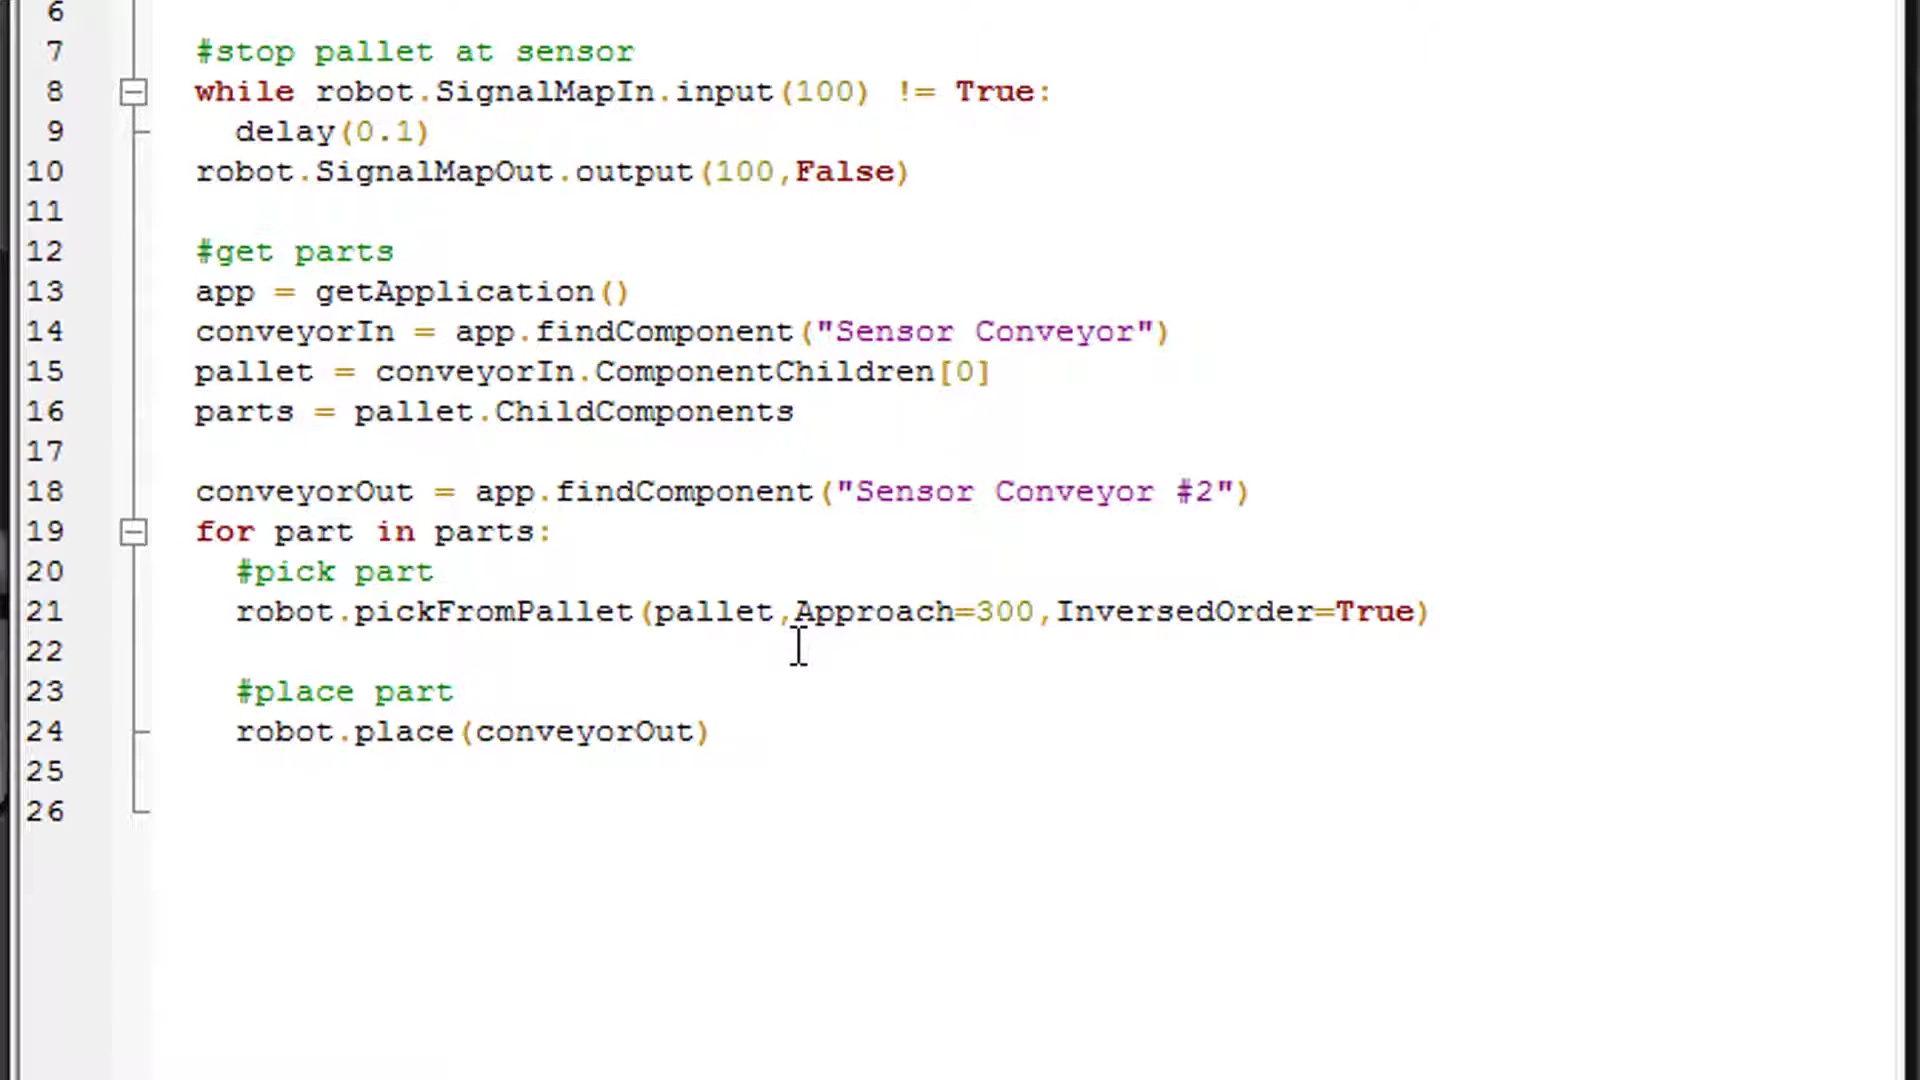 6
7 #stop pallet at sensor
8 while robot.SignalMapIn.input(100) != True:
9 delay(0.1)
10 robot.SignalMapOut.output(100,False)
11
12 #get parts
13 app = getApplication()
14 conveyorIn = app.findComponent("Sensor Conveyor")
15 pallet = conveyorIn.ComponentChildren[0]
16 parts = pallet.ChildComponents
17
18 conveyorOut = app.findComponent("Sensor Conveyor #2")
19 for part in parts:
20 #pick part
21 robot.pickFromPallet(pallet,Approach=300,InversedOrder=True)
22
23 #place part
24 robot.place(conveyorOut)
25
26